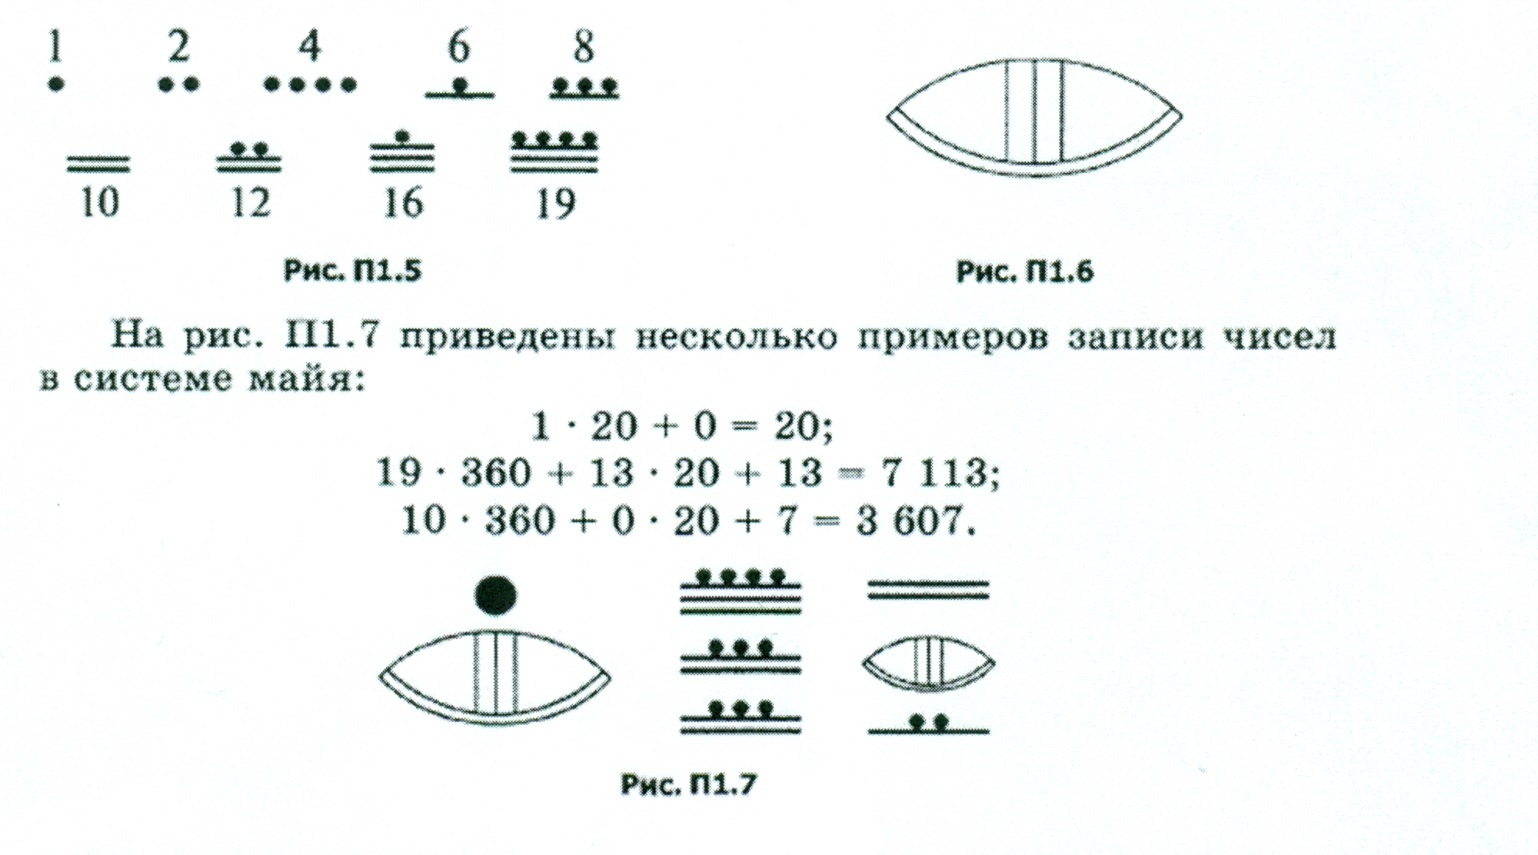 1 2 4 6 8
10 12 16 19
Рис. П1.5 Рис. П1.6
На рис. П1.7 приведены несколько примеров записи чисел
в системе майя:
1 · 20 + 0 = 20;
19 · 360 + 13 · 20 + 13 = 7 113;
10 · 360 + 0 · 20 + 7 = 3 607.
Рис. П1.7